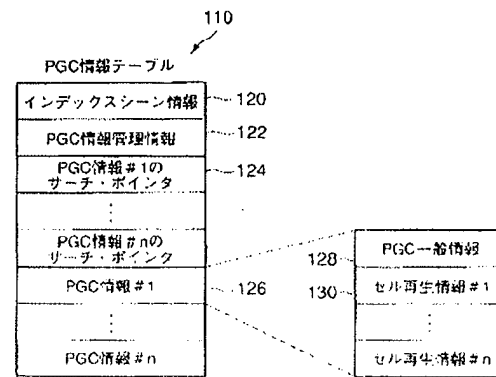 110
PGC情報テーブル
インデックスシーン情報
120
PGC情報管理情報
122
PGC情報#1の
サーチ・ポインタ
124
⋮
PGC情報#nの
サーチ・ポインタ
PGC情報#1
126
⋮
PGC情報#n
PGC一般情報
128
セル再生情報#1
130
⋮
セル再生情報#n